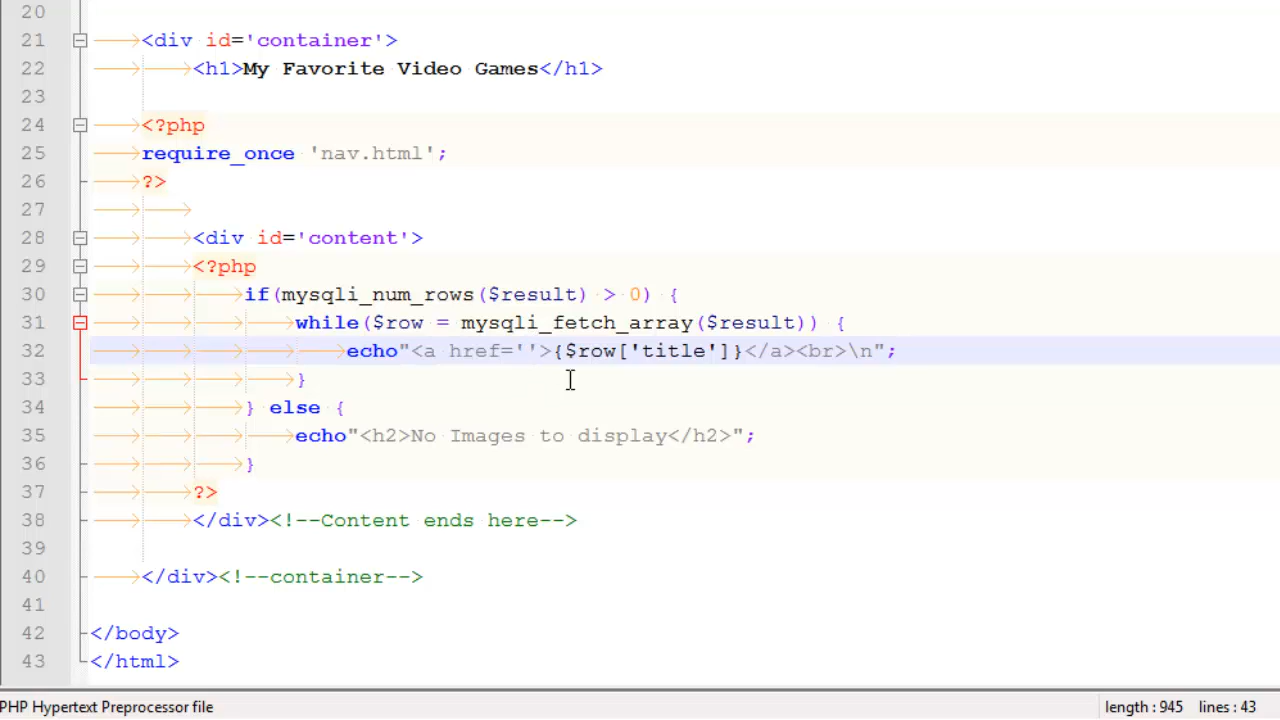 20
21 <div id='container'>
22 <h1>My Favorite Video Games</h1>
23
24 <?php
25 require_once 'nav.html';
26 ?>
27
28 <div id='content'>
29 <?php
30 if(mysqli_num_rows($result) > 0) {
31 while($row = mysqli_fetch_array($result)) {
32 echo"<a href=''>{$row['title']}</a><br>\n";
33 }
34 } else {
35 echo"<h2>No Images to display</h2>";
36 }
37 ?>
38 </div><!--Content ends here-->
39
40 </div><!--container-->
41
42 </body>
43 </html>
PHP Hypertext Preprocessor file length : 945 lines : 43